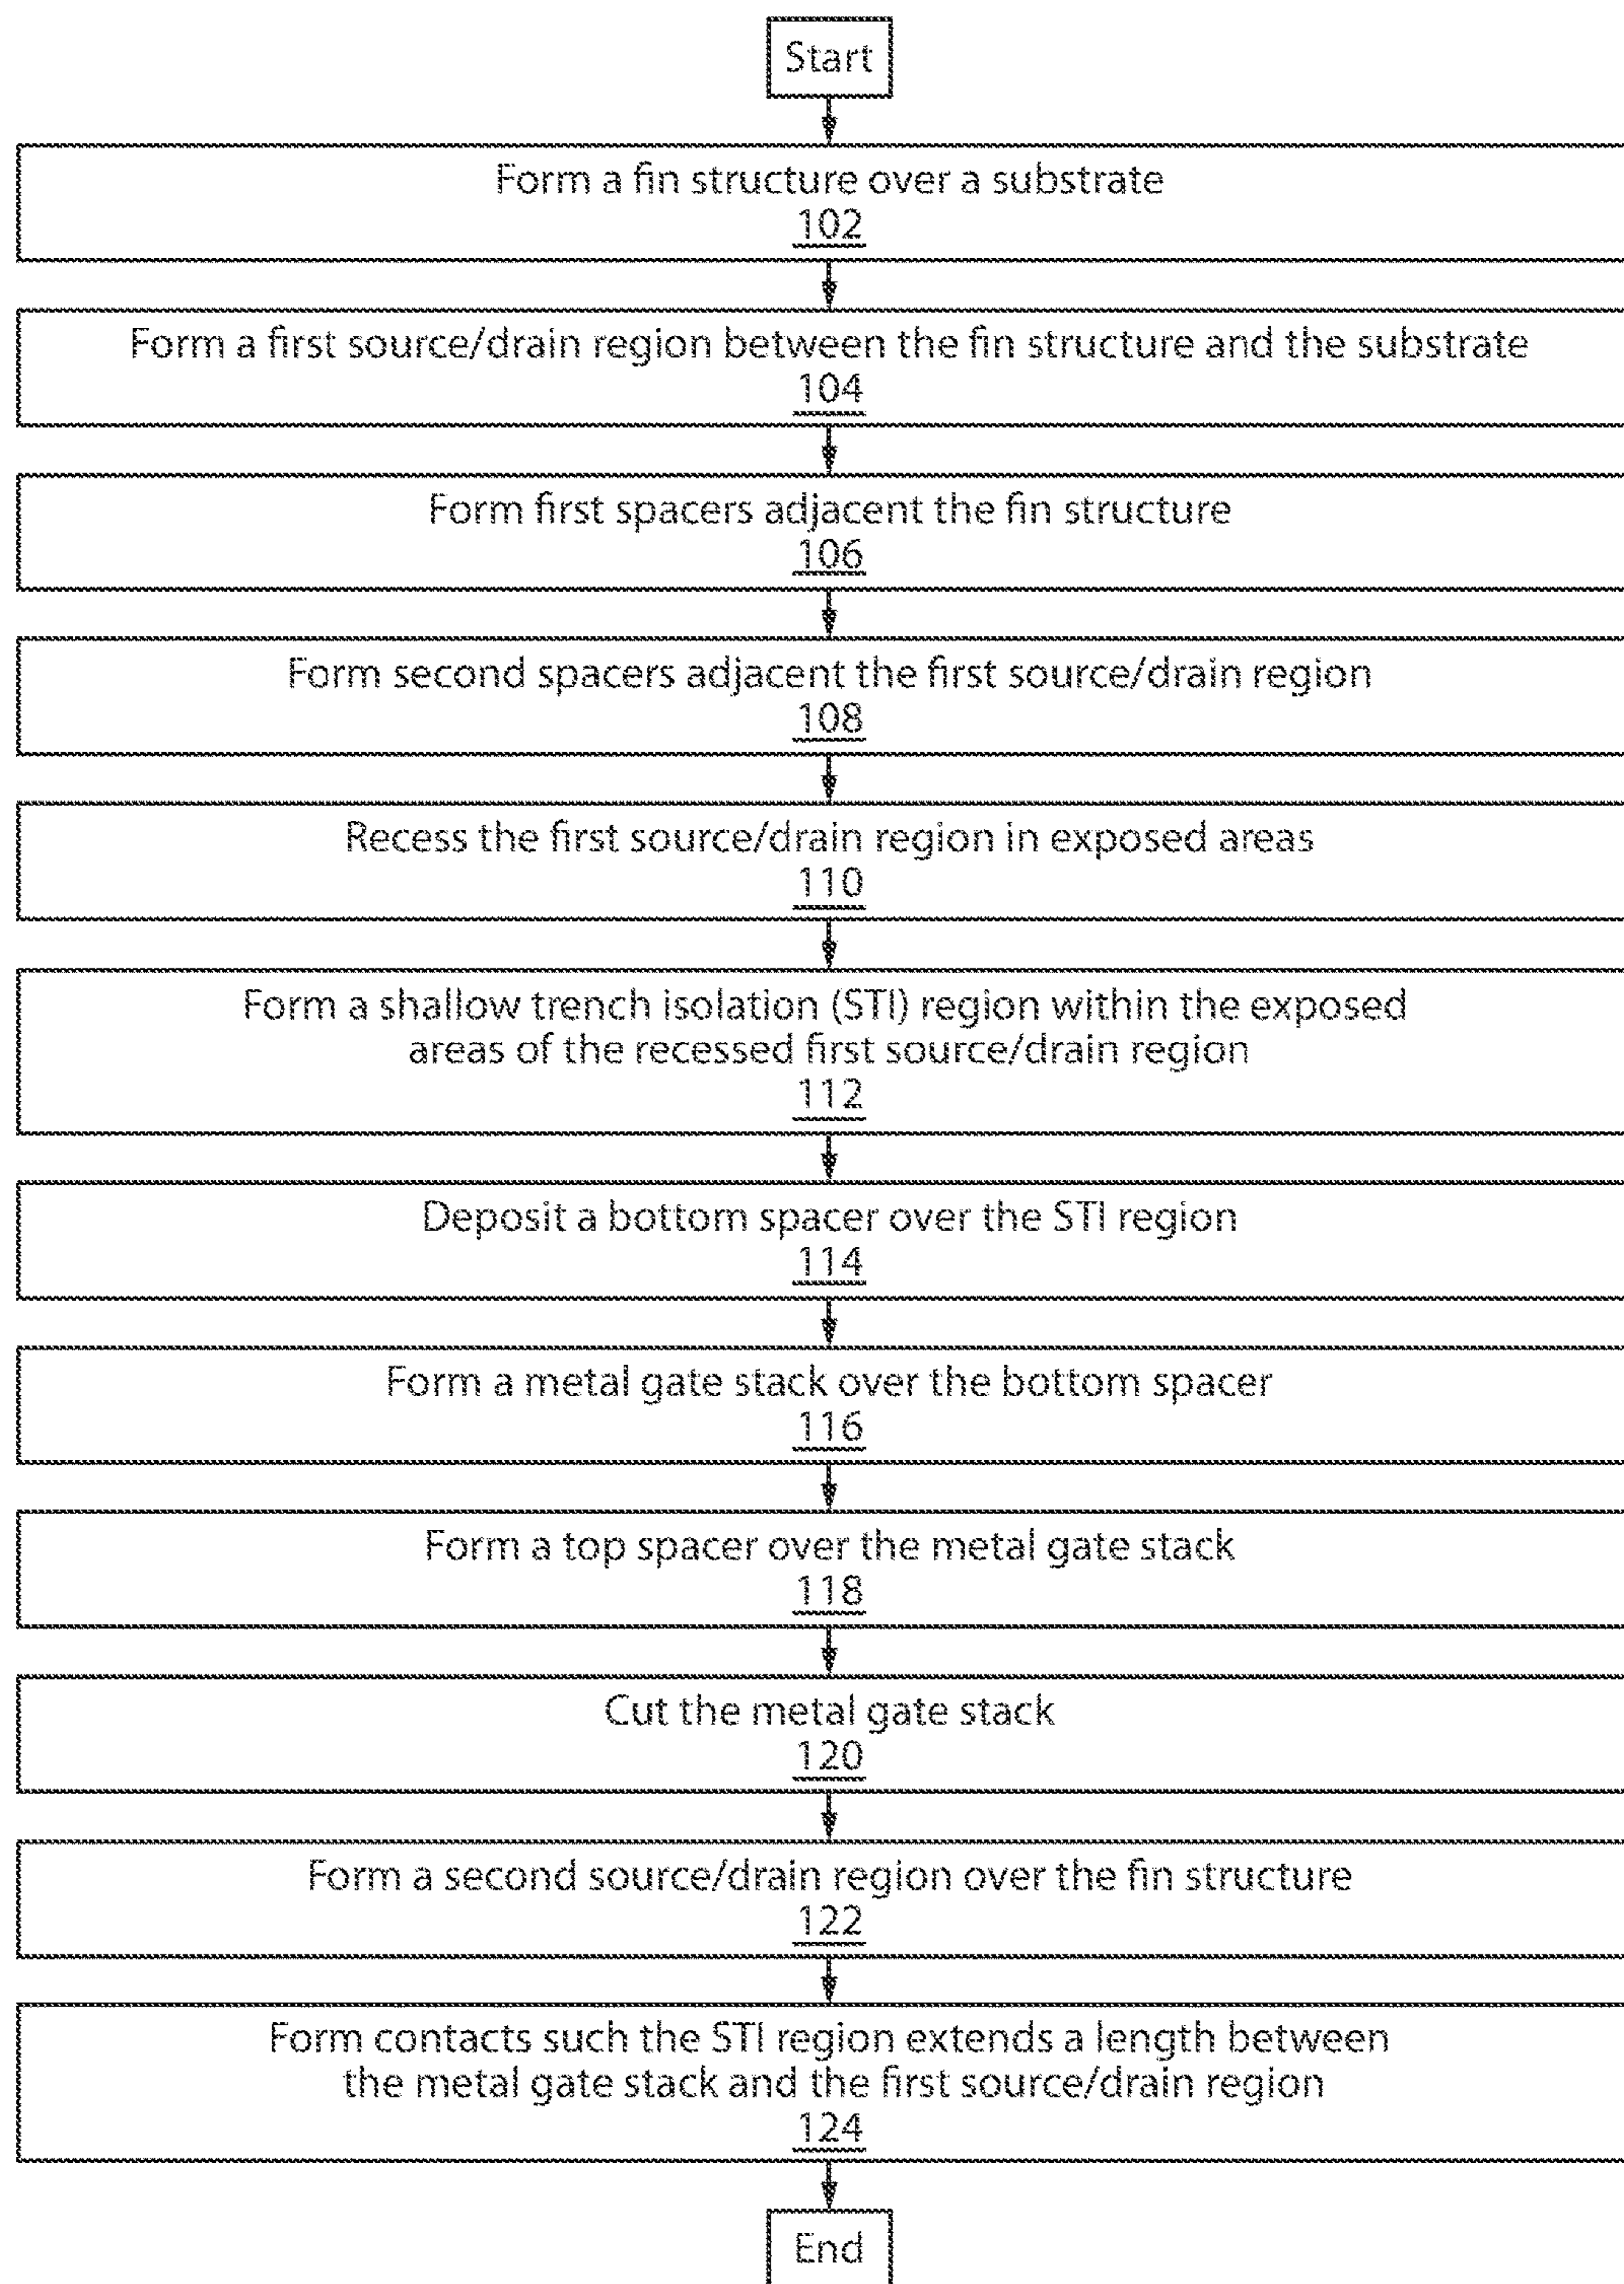 Start
Form a fin structure over a substrate
102
Form a first source/drain region between the fin structure and the substrate
104
Form first spacers adjacent the fin structure
106
Form second spacers adjacent the first source/drain region
108
Recess the first source/drain region in exposed areas
110
Form a shallow trench isolation (STI) region within the exposed
areas of the recessed first source/drain region
112
Deposit a bottom spacer over the STI region
114
Form a metal gate stack over the bottom spacer
116
Form a top spacer over the metal gate stack
118
Cut the metal gate stack
120
Form a second source/drain region over the fin structure
122
Form contacts such the STI region extends a length between
the metal gate stack and the first source/drain region
124
End